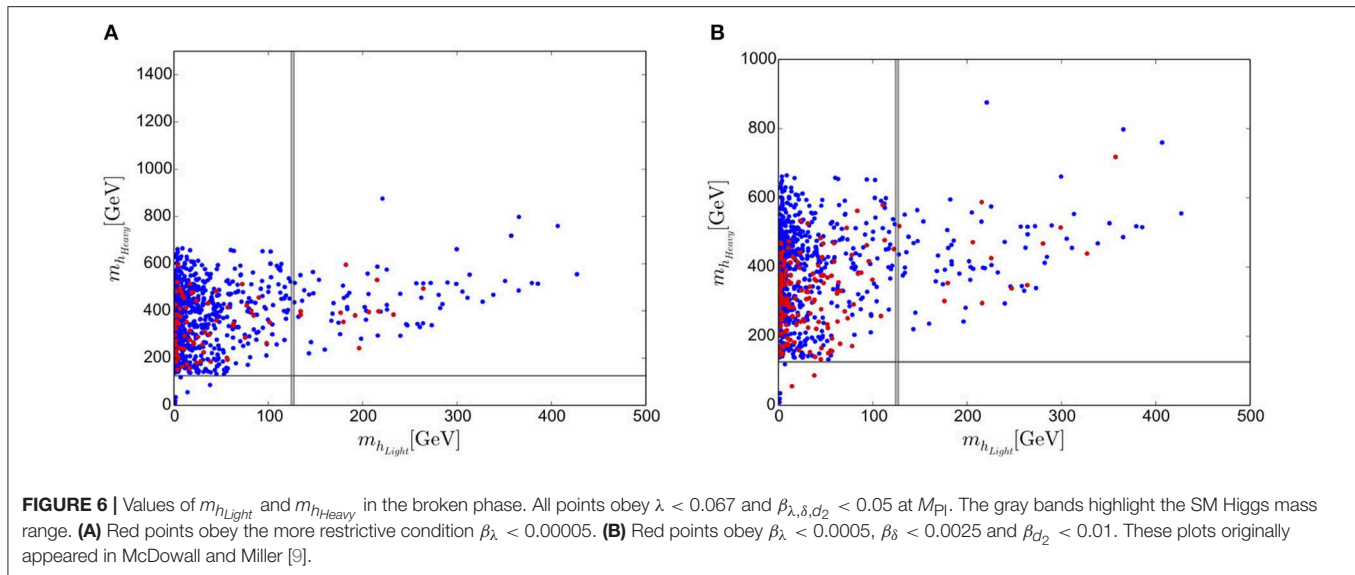 A
B
1400
1200
1000
800
600
400
200
0
m_{h_{Heavy}}[GeV]
0 100 200 300 400 500
m_{h_{Light}}[GeV]
1000
800
600
400
200
0
m_{h_{Heavy}}[GeV]
0 100 200 300 400 500
m_{h_{Light}}[GeV]
FIGURE 6 | Values of m_{h_{Light}} and m_{h_{Heavy}} in the broken phase. All points obey λ < 0.067 and β_{λ,δ,d_2} < 0.05 at M_{Pl}. The gray bands highlight the SM Higgs mass
range. (A) Red points obey the more restrictive condition β_λ < 0.00005. (B) Red points obey β_λ < 0.0005, β_δ < 0.0025 and β_{d_2} < 0.01. These plots originally
appeared in McDowall and Miller [9].